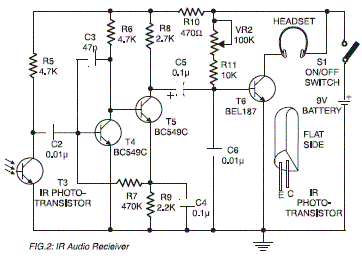 R10
470Ω
HEADSET
R6
4.7K
R8
2.7K
C3
47p
VR2
100K
R5
4.7K
C5
0.1µ
R11
10K
S1
ON/OFF
SWITCH
T6
BEL187
9V
BATTERY
C2
0.01µ
T5
BC549C
T4
BC549C
FLAT
SIDE
C6
0.01µ
T3
IR PHOTO-
TRANSISTOR
R7
470K
R9
2.2K
C4
0.1µ
E C
IR
PHOTO-
TRANSISTOR
FIG.2: IR Audio Receiver